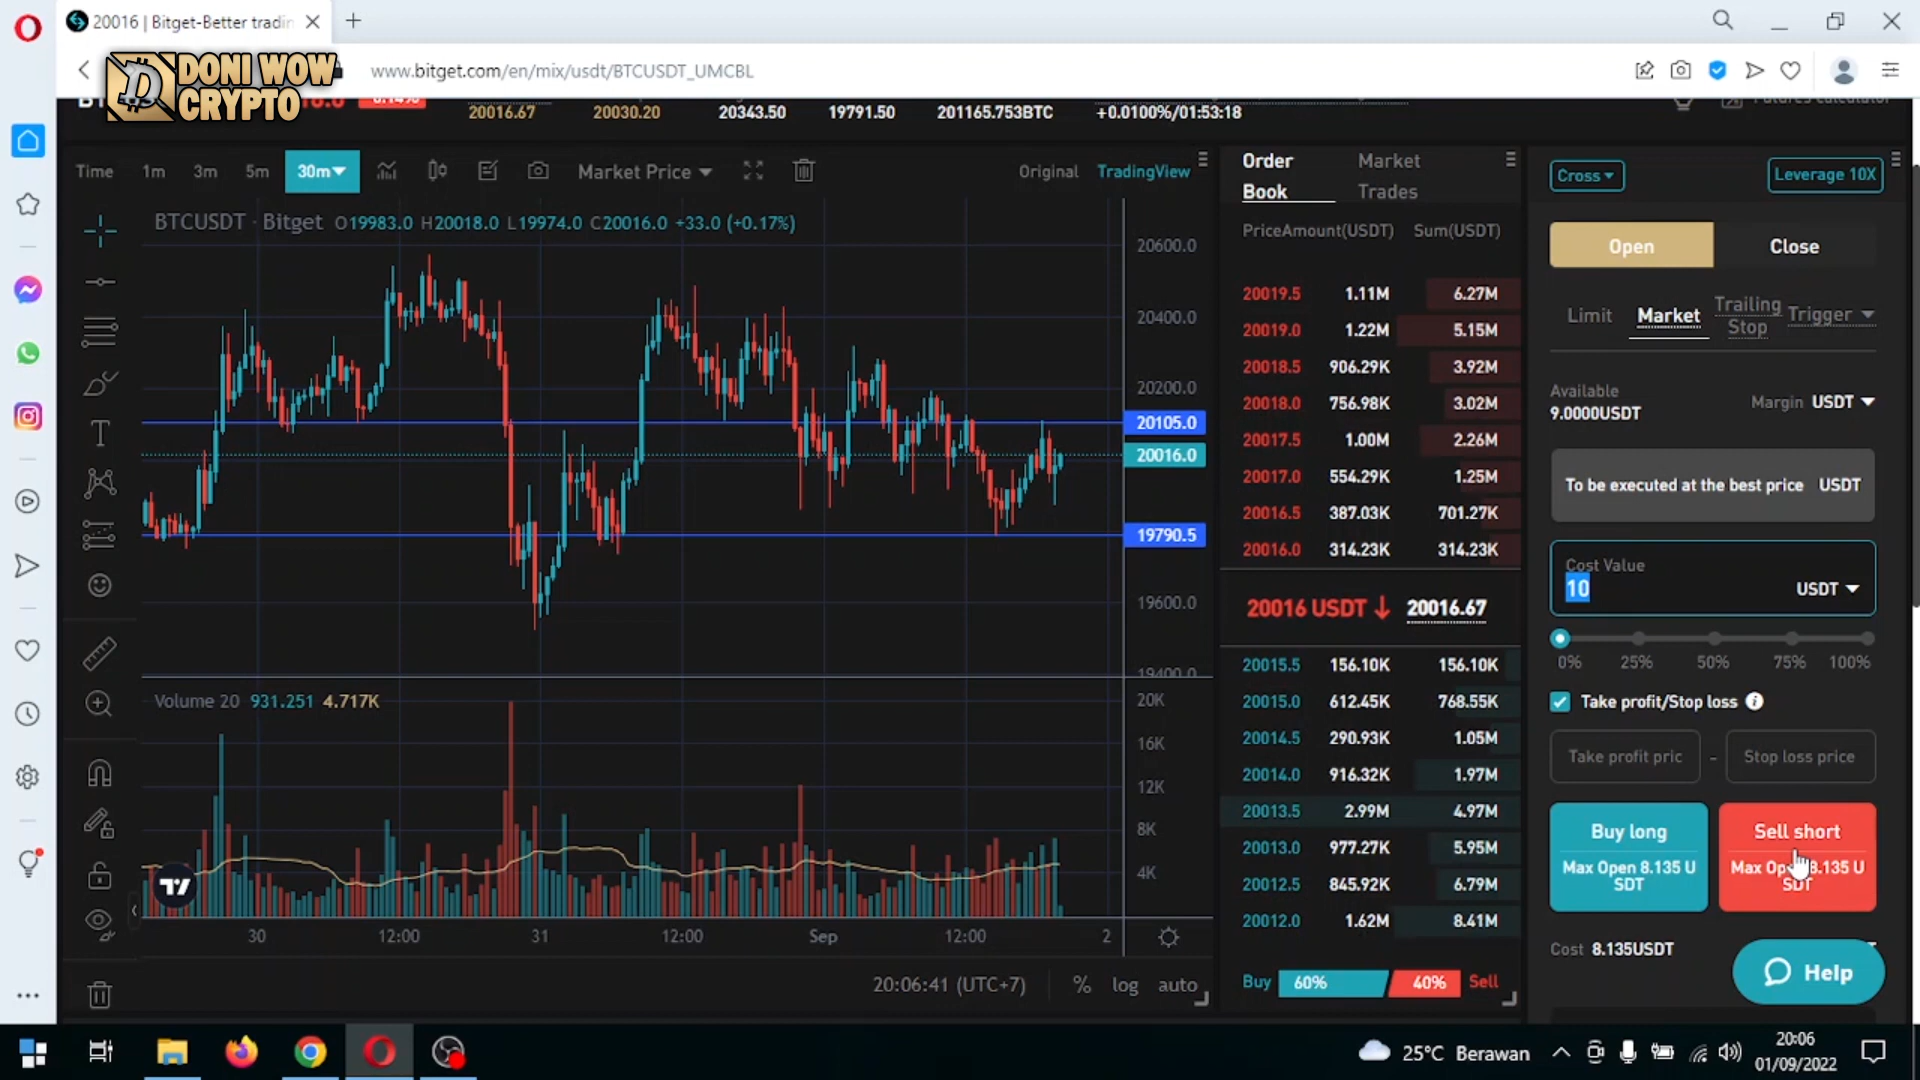 20016 | Bitget-Better tradin
www.bitget.com/en/mix/usdt/BTCUSDT_UMCBL
DONI WOW
CRYPTO
20016.67 20030.20 20343.50 19791.50 201165.753BTC +0.0100%/01:53:18
Time 1m 3m 5m 30m Market Price Original TradingView
BTCUSDT · Bitget O19983.0 H20018.0 L19974.0 C20016.0 +33.0 (+0.17%)
20600.0
20400.0
20200.0
20105.0
20016.0
19790.5
19600.0
19400.0
Volume 20 931.251 4.717K
20K
16K
12K
8K
4K
30 12:00 31 12:00 Sep 12:00 2
20:06:41 (UTC+7) % log auto
Order Book
Market Trades
PriceAmount(USDT) Sum(USDT)
20019.5 1.11M 6.27M
20019.0 1.22M 5.15M
20018.5 906.29K 3.92M
20018.0 756.98K 3.02M
20017.5 1.00M 2.26M
20017.0 554.29K 1.25M
20016.5 387.03K 701.27K
20016.0 314.23K 314.23K
20016 USDT↓ 20016.67
20015.5 156.10K 156.10K
20015.0 612.45K 768.55K
20014.5 290.93K 1.05M
20014.0 916.32K 1.97M
20013.5 2.99M 4.97M
20013.0 977.27K 5.95M
20012.5 845.92K 6.79M
20012.0 1.62M 8.41M
Buy 60% 40% Sell
Cross Leverage 10X
Open Close
Limit Market Trailing Stop Trigger
Available
9.0000USDT
Margin USDT
To be executed at the best price USDT
Cost Value
10 USDT
0% 25% 50% 75% 100%
Take profit/Stop loss
Take profit pric - Stop loss price
Buy long
Max Open 8.135 U
SDT
Sell short
Max Open 8.135 U
SDT
Cost 8.135USDT
Help
25°C Berawan
20:06
01/09/2022